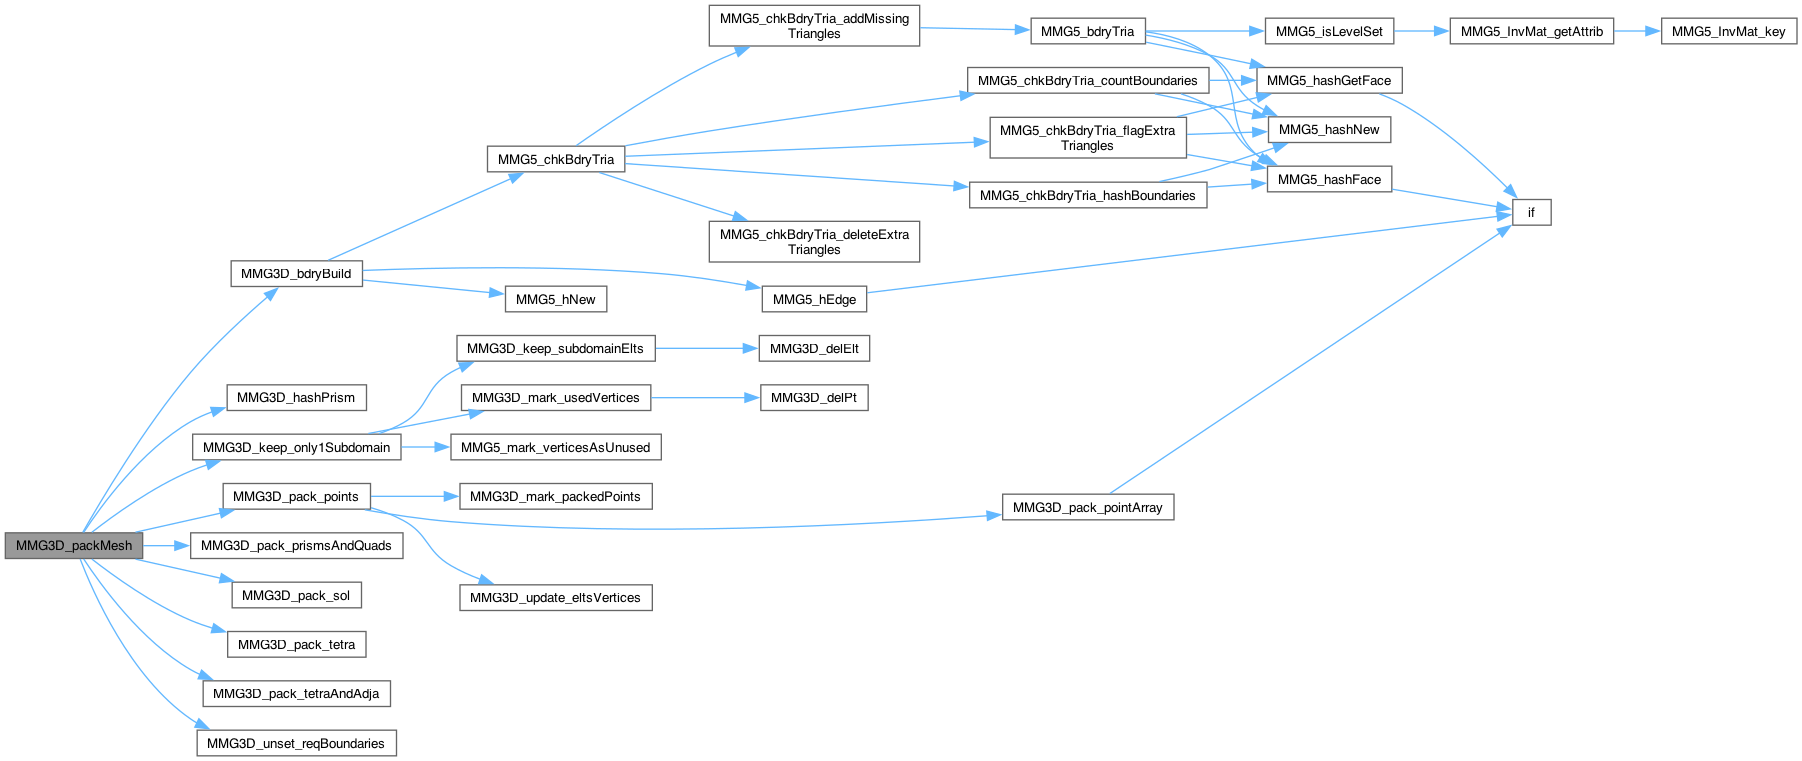 MMG5_chkBdryTria_addMissing
Triangles
MMG5_bdryTria
MMG5_isLevelSet
MMG5_InvMat_getAttrib
MMG5_InvMat_key
MMG5_chkBdryTria_countBoundaries
MMG5_hashGetFace
MMG5_chkBdryTria_flagExtra
Triangles
MMG5_hashNew
MMG5_chkBdryTria
MMG5_hashFace
MMG5_chkBdryTria_hashBoundaries
if
MMG5_chkBdryTria_deleteExtra
Triangles
MMG3D_bdryBuild
MMG5_hNew
MMG5_hEdge
MMG3D_keep_subdomainElts
MMG3D_delElt
MMG3D_hashPrism
MMG3D_mark_usedVertices
MMG3D_delPt
MMG3D_keep_only1Subdomain
MMG5_mark_verticesAsUnused
MMG3D_pack_points
MMG3D_mark_packedPoints
MMG3D_pack_pointArray
MMG3D_packMesh
MMG3D_pack_prismsAndQuads
MMG3D_pack_sol
MMG3D_update_eltsVertices
MMG3D_pack_tetra
MMG3D_pack_tetraAndAdja
MMG3D_unset_reqBoundaries